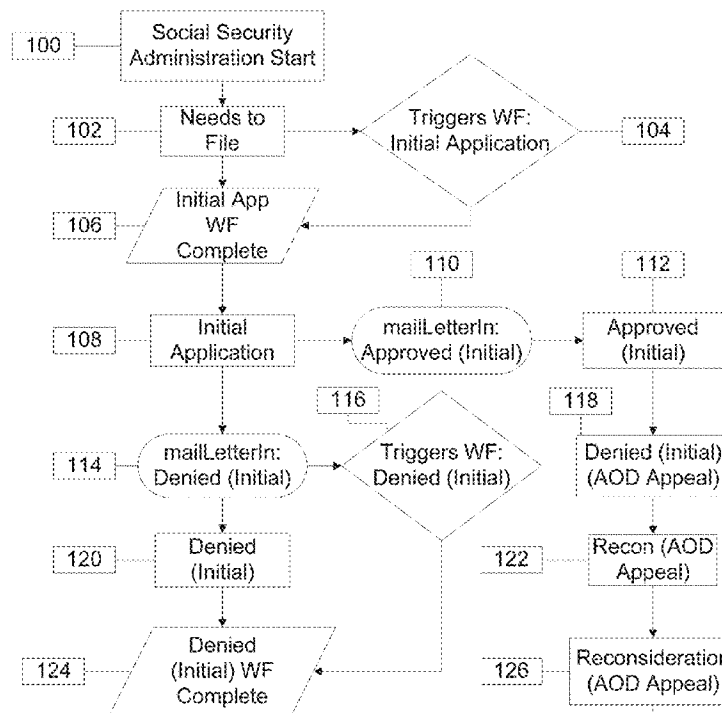 100
Social Security
Administration Start
102
Needs to
File
Triggers WF:
Initial Application
104
106
Initial App
WF
Complete
110
112
108
Initial
Application
mailLetterIn:
Approved (Initial)
Approved
(Initial)
116
118
114
mailLetterIn:
Denied (Initial)
Triggers WF:
Denied (Initial)
Denied (Initial)
(AOD Appeal)
120
Denied
(Initial)
122
Recon (AOD
Appeal)
124
Denied
(Initial) WF
Complete
126
Reconsideration
(AOD Appeal)